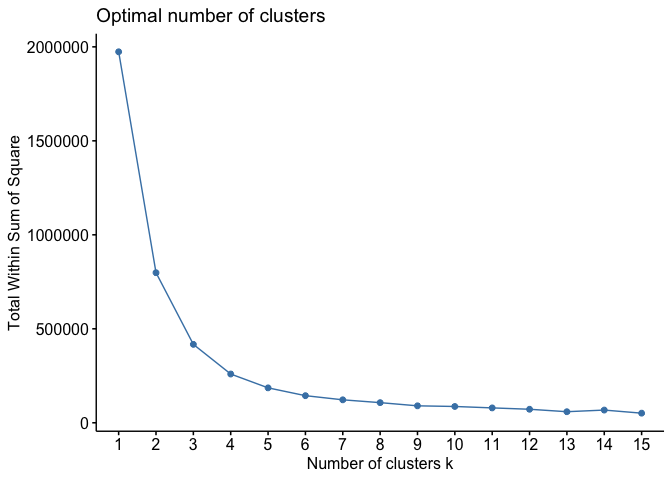 Optimal number of clusters
Total Within Sum of Square
2000000
1500000
1000000
500000
0
1 2 3 4 5 6 7 8 9 10 11 12 13 14 15
Number of clusters k